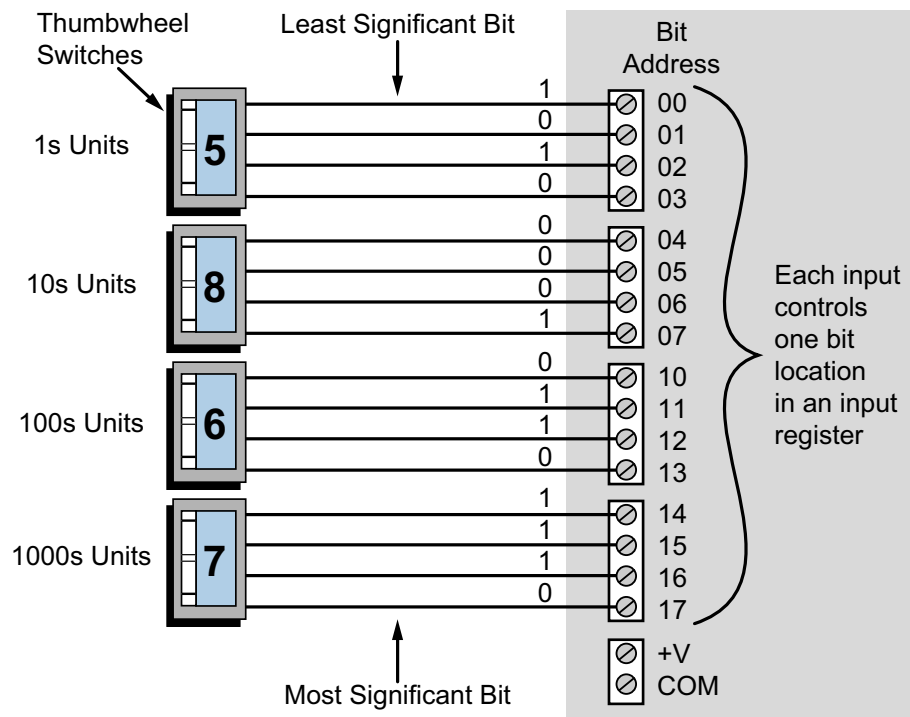 Thumbwheel
Switches
Least Significant Bit
Bit
Address
1s Units
5
1
00
0
01
1
02
0
03
10s Units
8
0
04
0
05
0
06
1
07
100s Units
6
0
10
1
11
1
12
0
13
1000s Units
7
1
14
1
15
1
16
0
17
Each input
controls
one bit
location
in an input
register
+V
COM
Most Significant Bit